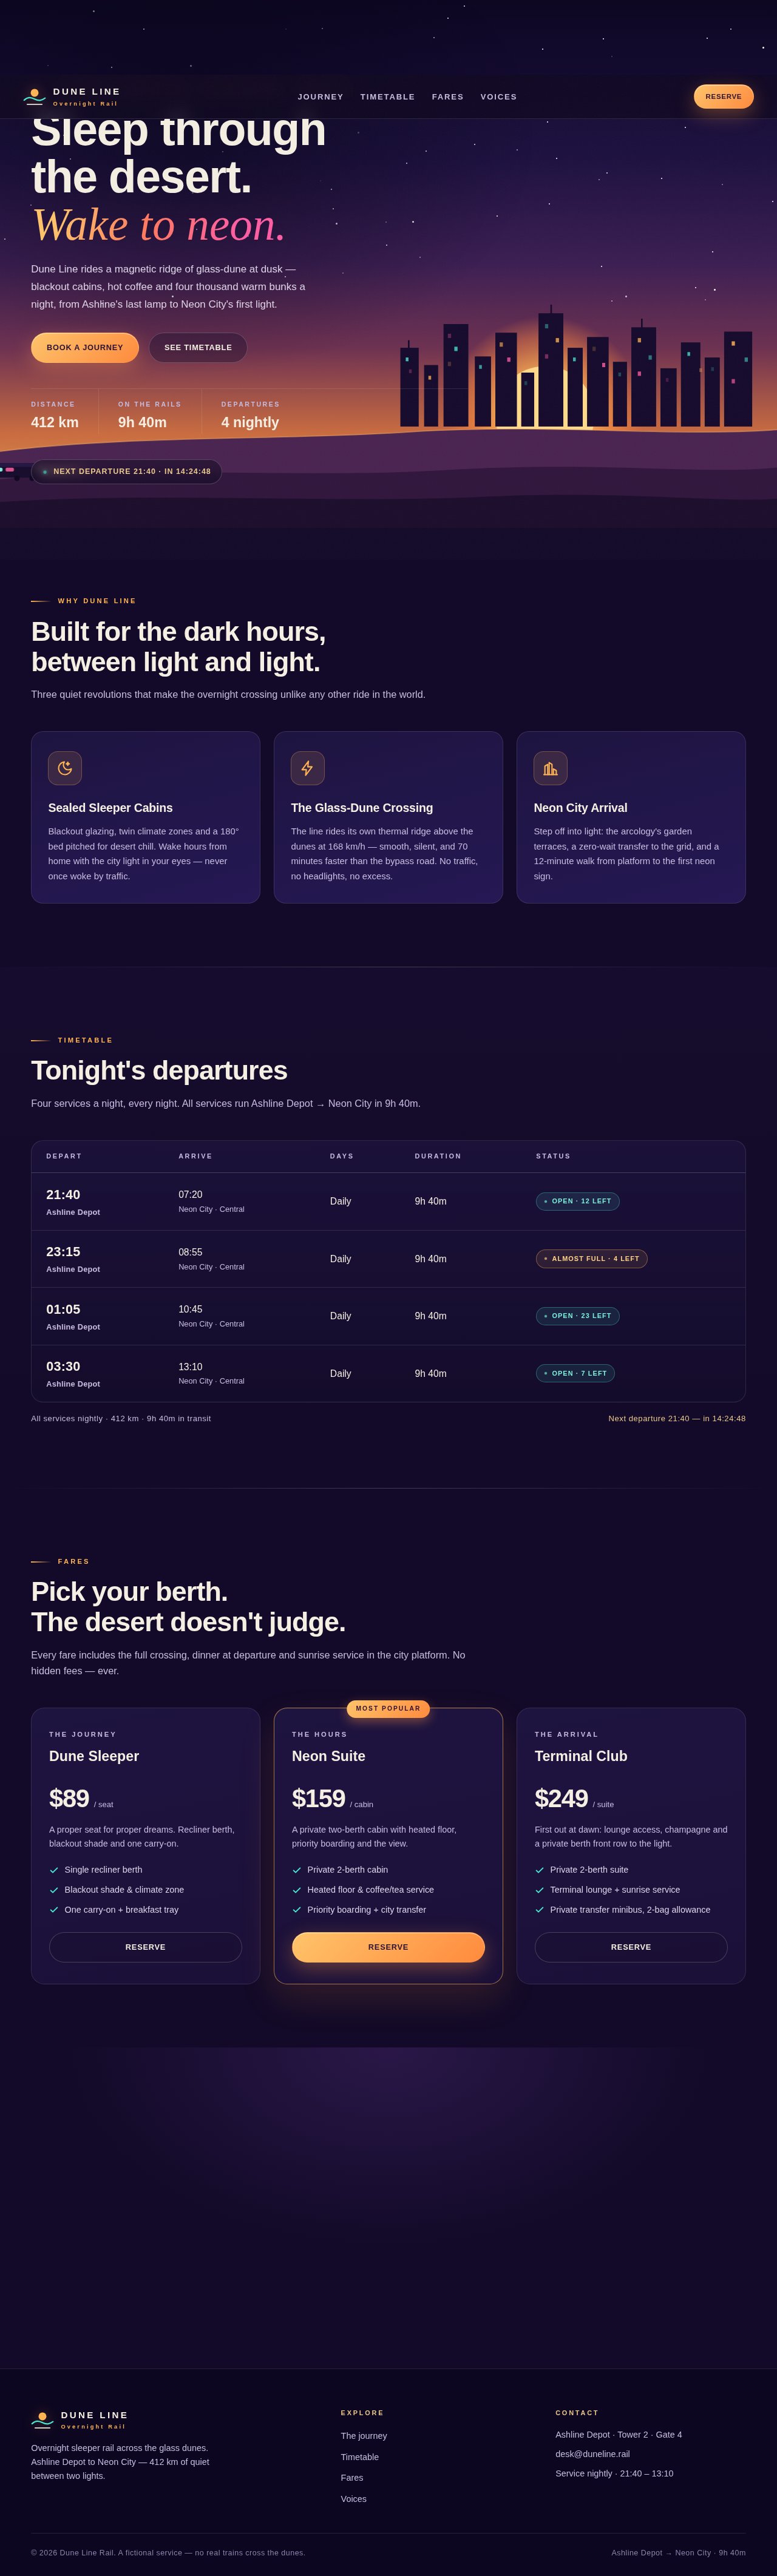 DUNE LINE
Overnight Rail
JOURNEY TIMETABLE FARES VOICES
RESERVE
Sleep through
the desert.
Wake to neon.
Dune Line rides a magnetic ridge of glass-dune at dusk —
blackout cabins, hot coffee and four thousand warm bunks a
night, from Ashline's last lamp to Neon City's first light.
BOOK A JOURNEY SEE TIMETABLE
DISTANCE ON THE RAILS DEPARTURES
412 km 9h 40m 4 nightly
NEXT DEPARTURE 21:40 · IN 14:24:48
WHY DUNE LINE
Built for the dark hours,
between light and light.
Three quiet revolutions that make the overnight crossing unlike any other ride in the world.
Sealed Sleeper Cabins
Blackout glazing, twin climate zones and a 180°
bed pitched for desert chill. Wake hours from
home with the city light in your eyes — never
once woke by traffic.
The Glass-Dune Crossing
The line rides its own thermal ridge above the
dunes at 168 km/h — smooth, silent, and 70
minutes faster than the bypass road. No traffic,
no headlights, no excess.
Neon City Arrival
Step off into light: the arcology's garden
terraces, a zero-wait transfer to the grid, and a
12-minute walk from platform to the first neon
sign.
TIMETABLE
Tonight's departures
Four services a night, every night. All services run Ashline Depot → Neon City in 9h 40m.
DEPART ARRIVE DAYS DURATION STATUS
21:40 07:20 Daily 9h 40m OPEN · 12 LEFT
Ashline Depot Neon City · Central
23:15 08:55 Daily 9h 40m ALMOST FULL · 4 LEFT
Ashline Depot Neon City · Central
01:05 10:45 Daily 9h 40m OPEN · 23 LEFT
Ashline Depot Neon City · Central
03:30 13:10 Daily 9h 40m OPEN · 7 LEFT
Ashline Depot Neon City · Central
All services nightly · 412 km · 9h 40m in transit
Next departure 21:40 — in 14:24:48
FARES
Pick your berth.
The desert doesn't judge.
Every fare includes the full crossing, dinner at departure and sunrise service in the city platform. No
hidden fees — ever.
THE JOURNEY
Dune Sleeper
$89 / seat
A proper seat for proper dreams. Recliner berth,
blackout shade and one carry-on.
Single recliner berth
Blackout shade & climate zone
One carry-on + breakfast tray
RESERVE
MOST POPULAR
THE HOURS
Neon Suite
$159 / cabin
A private two-berth cabin with heated floor,
priority boarding and the view.
Private 2-berth cabin
Heated floor & coffee/tea service
Priority boarding + city transfer
RESERVE
THE ARRIVAL
Terminal Club
$249 / suite
First out at dawn: lounge access, champagne and
a private berth front row to the light.
Private 2-berth suite
Terminal lounge + sunrise service
Private transfer minibus, 2-bag allowance
RESERVE
DUNE LINE
Overnight Rail
Overnight sleeper rail across the glass dunes.
Ashline Depot to Neon City — 412 km of quiet
between two lights.
EXPLORE
The journey
Timetable
Fares
Voices
CONTACT
Ashline Depot · Tower 2 · Gate 4
desk@duneline.rail
Service nightly · 21:40 – 13:10
© 2026 Dune Line Rail. A fictional service — no real trains cross the dunes.
Ashline Depot → Neon City · 9h 40m